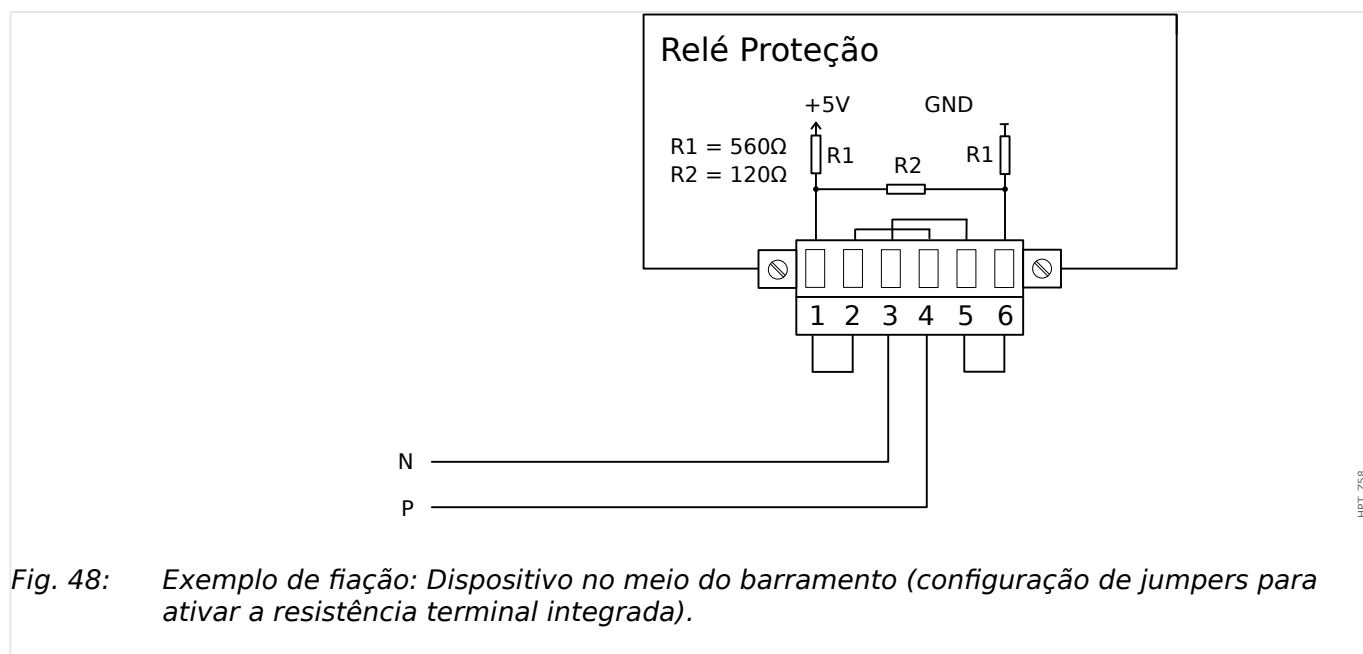 Relé Proteção
+5V GND
R1 = 560Ω
R2 = 120Ω
R1 R2 R1
1 2 3 4 5 6
N
P
Fig. 48: Exemplo de fiação: Dispositivo no meio do barramento (configuração de jumpers para
ativar a resistência terminal integrada).